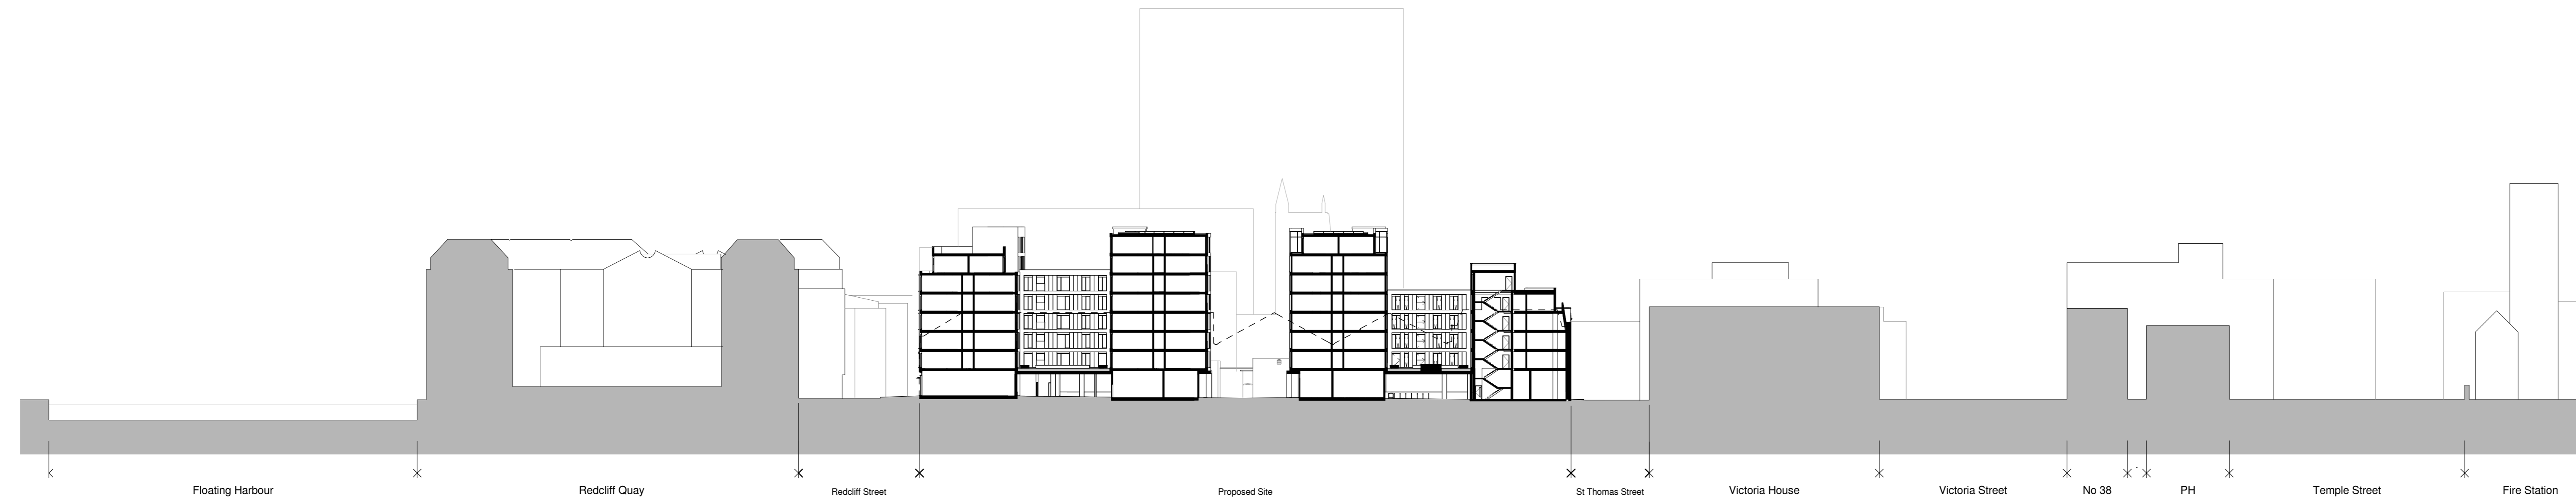 Floating Harbour
Redcliff Quay
Redcliff Street
Proposed Site
St Thomas Street
Victoria House
Victoria Street
No 38
PH
Temple Street
Fire Station